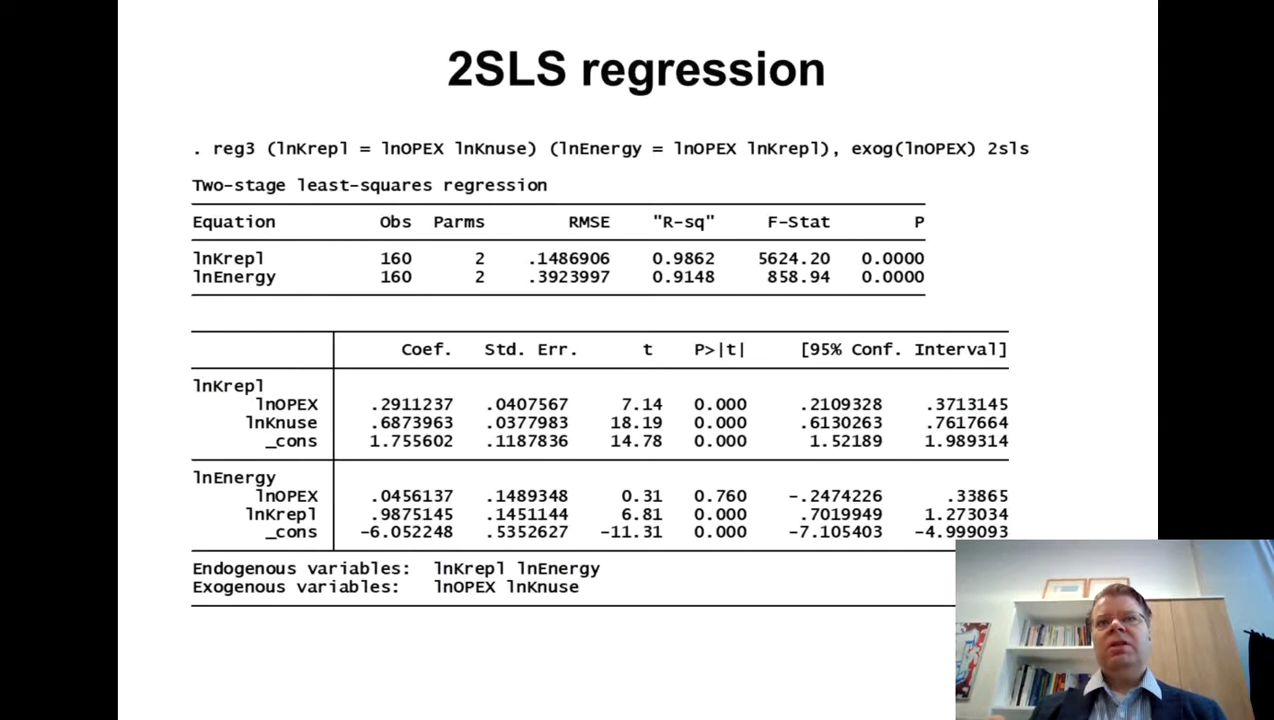 2SLS regression
. reg3 (lnKrepl = lnOPEX lnKnuse) (lnEnergy = lnOPEX lnKrepl), exog(lnOPEX) 2sls
Two-stage least-squares regression
Equation Obs Parms RMSE "R-sq" F-Stat P
lnKrepl 160 2 .1486906 0.9862 5624.20 0.0000
lnEnergy 160 2 .3923997 0.9148 858.94 0.0000
Coef. Std. Err. t P>|t| [95% Conf. Interval]
lnKrepl
lnOPEX .2911237 .0407567 7.14 0.000 .2109328 .3713145
lnKnuse .6873963 .0377983 18.19 0.000 .6130263 .7617664
_cons 1.755602 .1187836 14.78 0.000 1.52189 1.989314
lnEnergy
lnOPEX .0456137 .1489348 0.31 0.760 -.2474226 .33865
lnKrepl .9875145 .1451144 6.81 0.000 .7019949 1.273034
_cons -6.052248 .5352627 -11.31 0.000 -7.105403 -4.999093
Endogenous variables: lnKrepl lnEnergy
Exogenous variables: lnOPEX lnKnuse